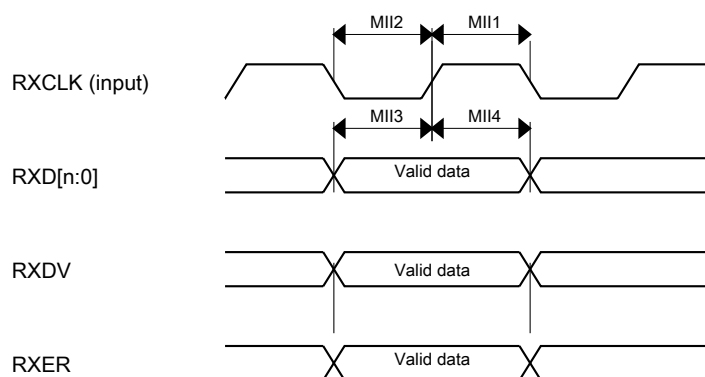 MII2 MII1
RXCLK (input)
MII3 MII4
RXD[n:0] Valid data
RXDV Valid data
RXER Valid data